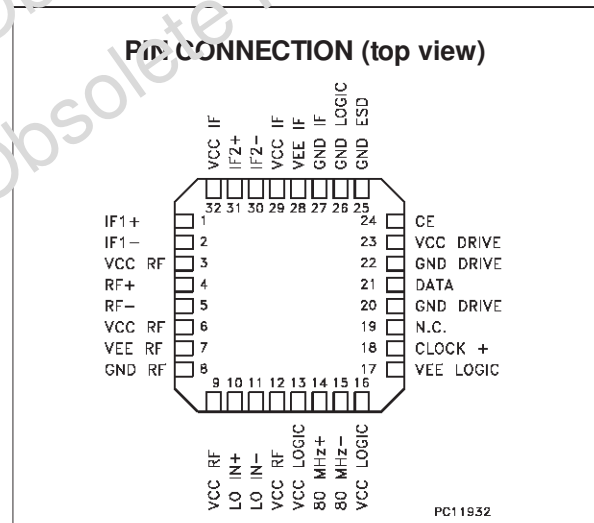 Obsolete
PIN CONNECTION (top view)
VCC IF
IF2+
IF2-
VCC IF
VEE IF
GND IF
GND LOGIC
GND ESD
32 31 30 29 28 27 26 25
IF1+ 1
IF1- 2
VCC RF 3
RF+ 4
RF- 5
VCC RF 6
VEE RF 7
GND RF 8
24 CE
23 VCC DRIVE
22 GND DRIVE
21 DATA
20 GND DRIVE
19 N.C.
18 CLOCK +
17 VEE LOGIC
9 10 11 12 13 14 15 16
VCC RF
LO IN+
LO IN-
VCC RF
VCC LOGIC
80 MHz+
80 MHz-
VCC LOGIC
PC11932